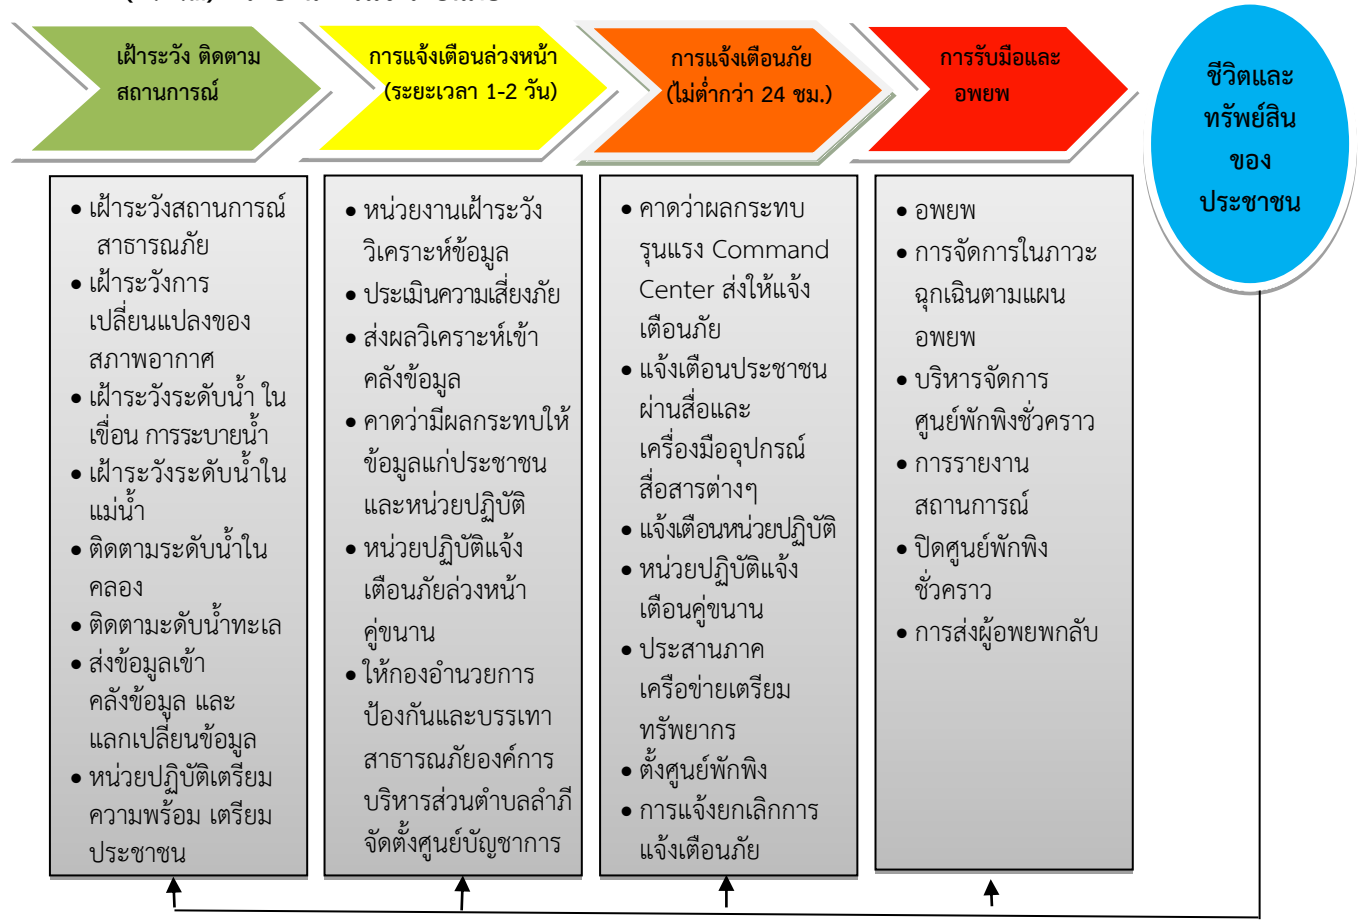 เฝ้าระวัง ติดตาม
สถานการณ์
การแจ้งเตือนล่วงหน้า
(ระยะเวลา 1-2 วัน)
การแจ้งเตือนภัย
(ไม่ต่ำกว่า 24 ชม.)
การรับมือและ
อพยพ
ชีวิตและ
ทรัพย์สิน
ของ
ประชาชน
• เฝ้าระวังสถานการณ์
สาธารณภัย
• เฝ้าระวังการ
เปลี่ยนแปลงของ
สภาพอากาศ
• เฝ้าระวังระดับน้ำ ใน
เขื่อน การระบายน้ำ
• เฝ้าระวังระดับน้ำใน
แม่น้ำ
• ติดตามระดับน้ำใน
คลอง
• ติดตามะดับน้ำทะเล
• ส่งข้อมูลเข้า
คลังข้อมูล และ
แลกเปลี่ยนข้อมูล
• หน่วยปฏิบัติเตรียม
ความพร้อม เตรียม
ประชาชน
• หน่วยงานเฝ้าระวัง
วิเคราะห์ข้อมูล
• ประเมินความเสี่ยงภัย
• ส่งผลวิเคราะห์เข้า
คลังข้อมูล
• คาดว่ามีผลกระทบให้
ข้อมูลแก่ประชาชน
และหน่วยปฏิบัติ
• หน่วยปฏิบัติแจ้ง
เตือนภัยล่วงหน้า
คู่ขนาน
• ให้กองอำนวยการ
ป้องกันและบรรเทา
สาธารณภัยองค์การ
บริหารส่วนตำบลลำภี
จัดตั้งศูนย์บัญชาการ
• คาดว่าผลกระทบ
รุนแรง Command
Center ส่งให้แจ้ง
เตือนภัย
• แจ้งเตือนประชาชน
ผ่านสื่อและ
เครื่องมืออุปกรณ์
สื่อสารต่างๆ
• แจ้งเตือนหน่วยปฏิบัติ
• หน่วยปฏิบัติแจ้ง
เตือนคู่ขนาน
• ประสานภาค
เครือข่ายเตรียม
ทรัพยากร
• ตั้งศูนย์พักพิง
• การแจ้งยกเลิกการ
แจ้งเตือนภัย
• อพยพ
• การจัดการในภาวะ
ฉุกเฉินตามแผน
อพยพ
• บริหารจัดการ
ศูนย์พักพิงชั่วคราว
• การรายงาน
สถานการณ์
• ปิดศูนย์พักพิง
ชั่วคราว
• การส่งผู้อพยพกลับ